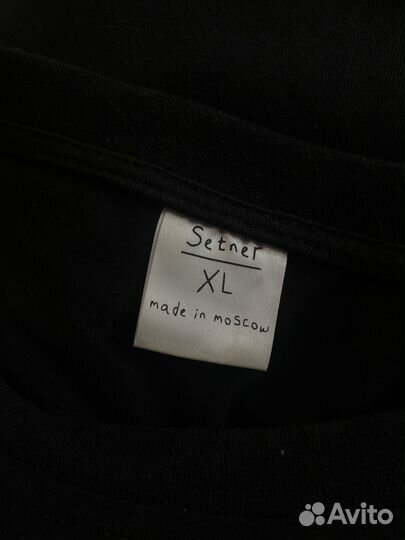 Setner
XL
made in moscow
Avito